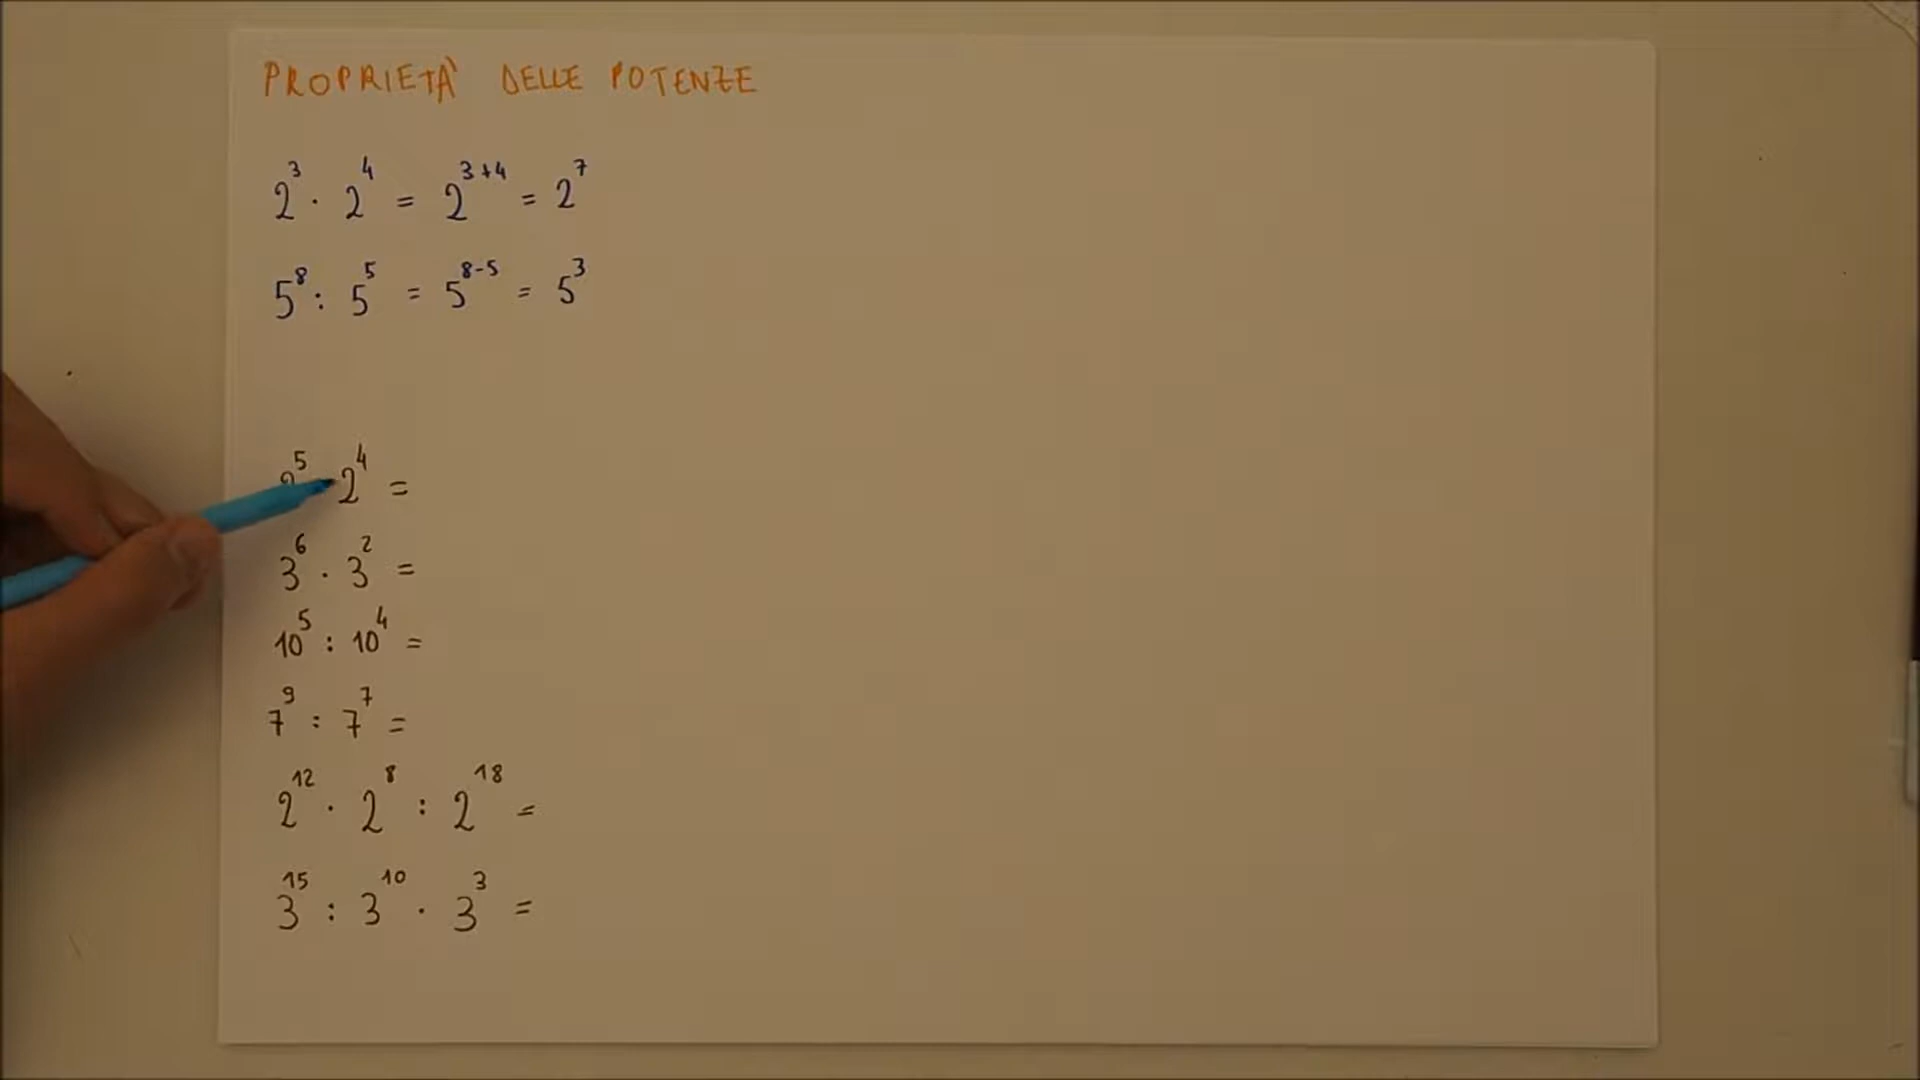 PROPRIETÀ DELLE POTENZE
2³ · 2⁴ = 2³⁺⁴ = 2⁷
5⁸ : 5⁵ = 5⁸⁻⁵ = 5³
2⁵ 2⁴ =
3⁶ · 3² =
10⁵ : 10⁴ =
7⁹ : 7⁷ =
2¹² · 2⁸ : 2¹⁸ =
3¹⁵ : 3¹⁰ · 3³ =